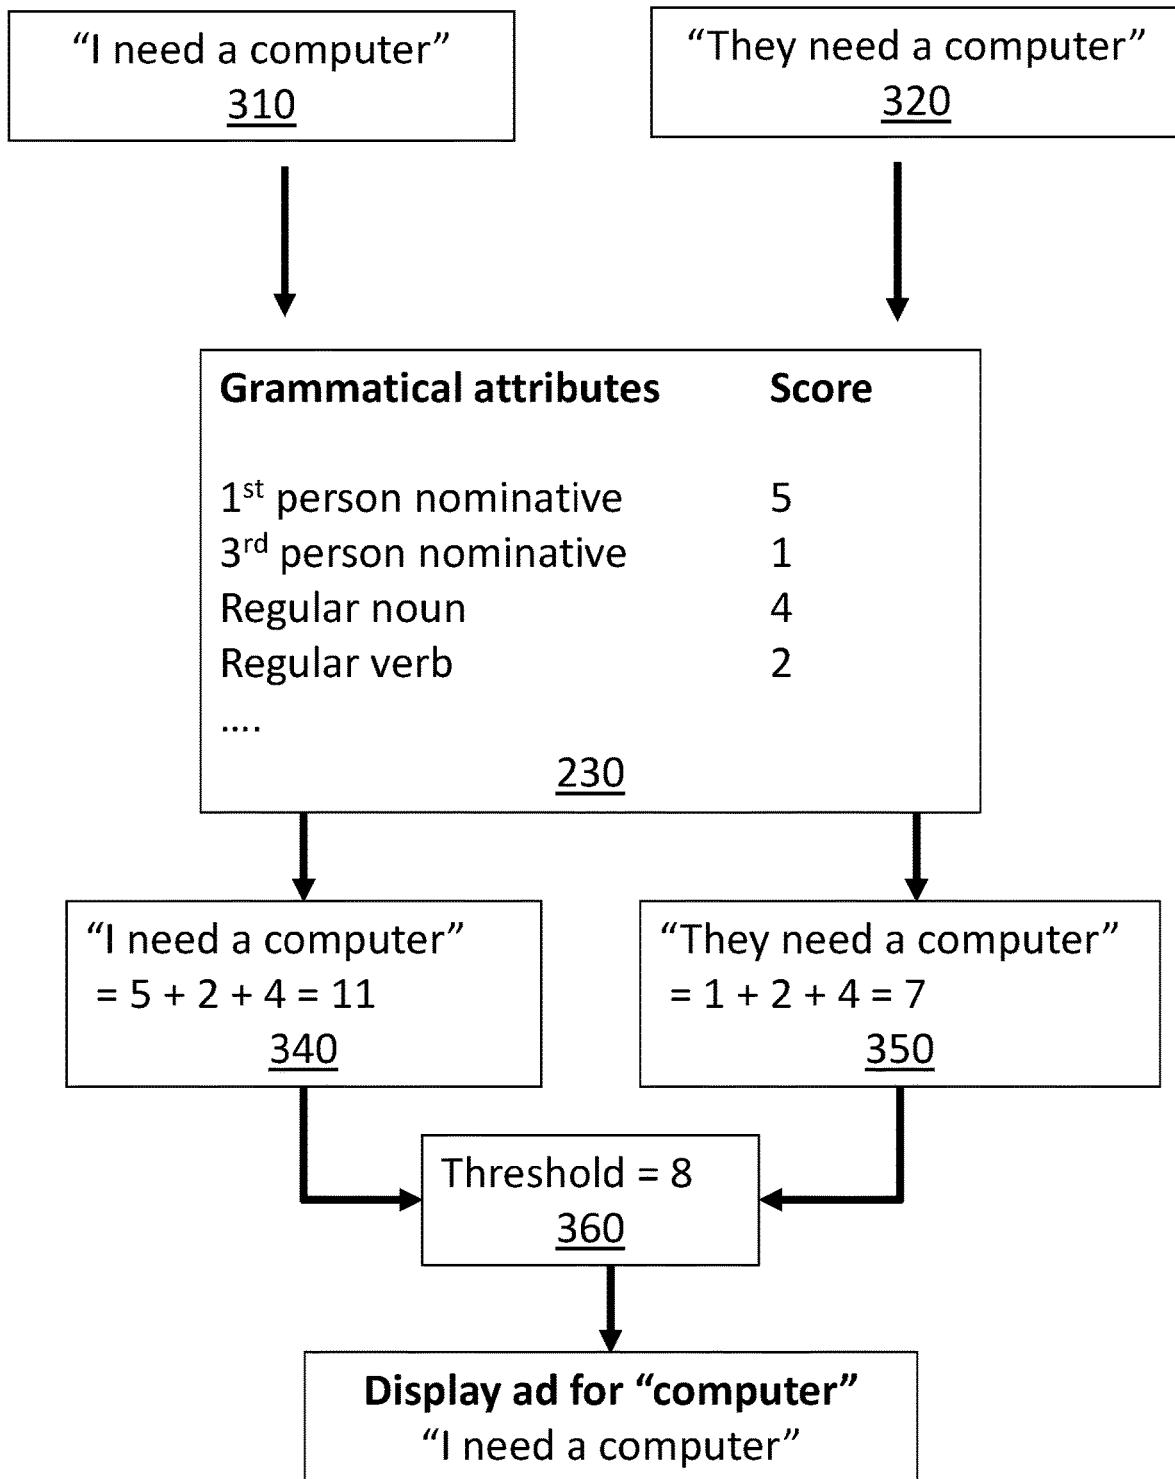 “I need a computer”
310
“They need a computer”
320
Grammatical attributes Score
1st person nominative 5
3rd person nominative 1
Regular noun 4
Regular verb 2
....
230
“I need a computer”
= 5 + 2 + 4 = 11
340
“They need a computer”
= 1 + 2 + 4 = 7
350
Threshold = 8
360
Display ad for “computer”
“I need a computer”